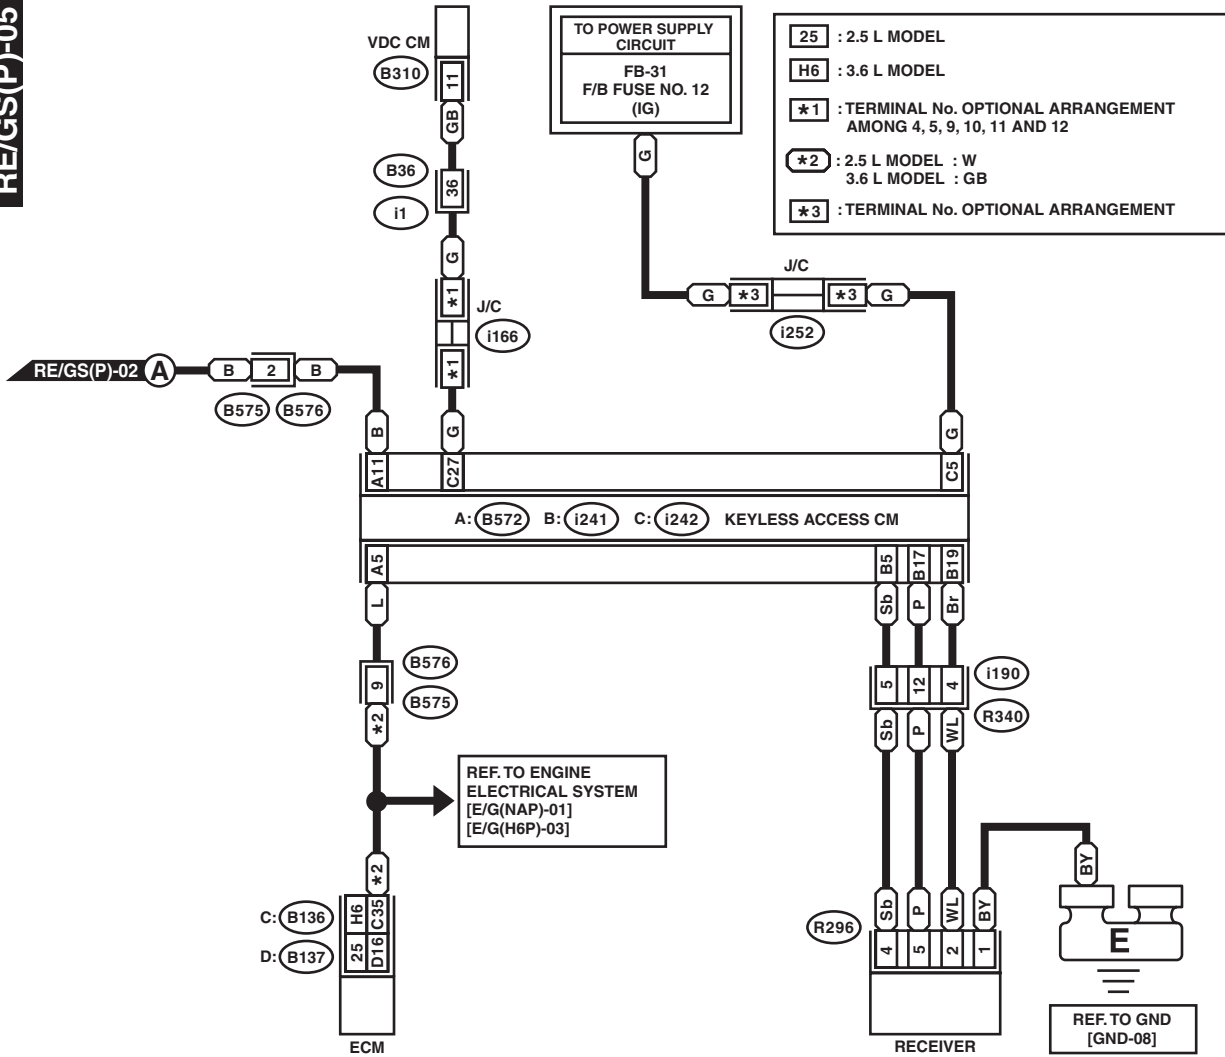 RE/GS(P)-05
VDC CM
B310
11
GB
B36
36
i1
G
*1
J/C
i166
*1
G
TO POWER SUPPLY
CIRCUIT
FB-31
F/B FUSE NO. 12
(IG)
G
25 : 2.5 L MODEL
H6 : 3.6 L MODEL
*1 : TERMINAL No. OPTIONAL ARRANGEMENT
AMONG 4, 5, 9, 10, 11 AND 12
*2 : 2.5 L MODEL : W
3.6 L MODEL : GB
*3 : TERMINAL No. OPTIONAL ARRANGEMENT
J/C
G *3 *3 G
i252
G
RE/GS(P)-02 A B 2 B
B575 B576
B
A11 C27 C5
A: B572 B: i241 C: i242 KEYLESS ACCESS CM
A5 B5 B17 B19
L Sb P Br
B576
9
B575
*2
5 12 4
i190
R340
Sb P WL
REF. TO ENGINE
ELECTRICAL SYSTEM
[E/G(NAP)-01]
[E/G(H6P)-03]
*2
C: B136 H6 C35
D: B137 25 D16
ECM
R296
Sb P WL BY
4 5 2 1
RECEIVER
BY
E
REF. TO GND
[GND-08]